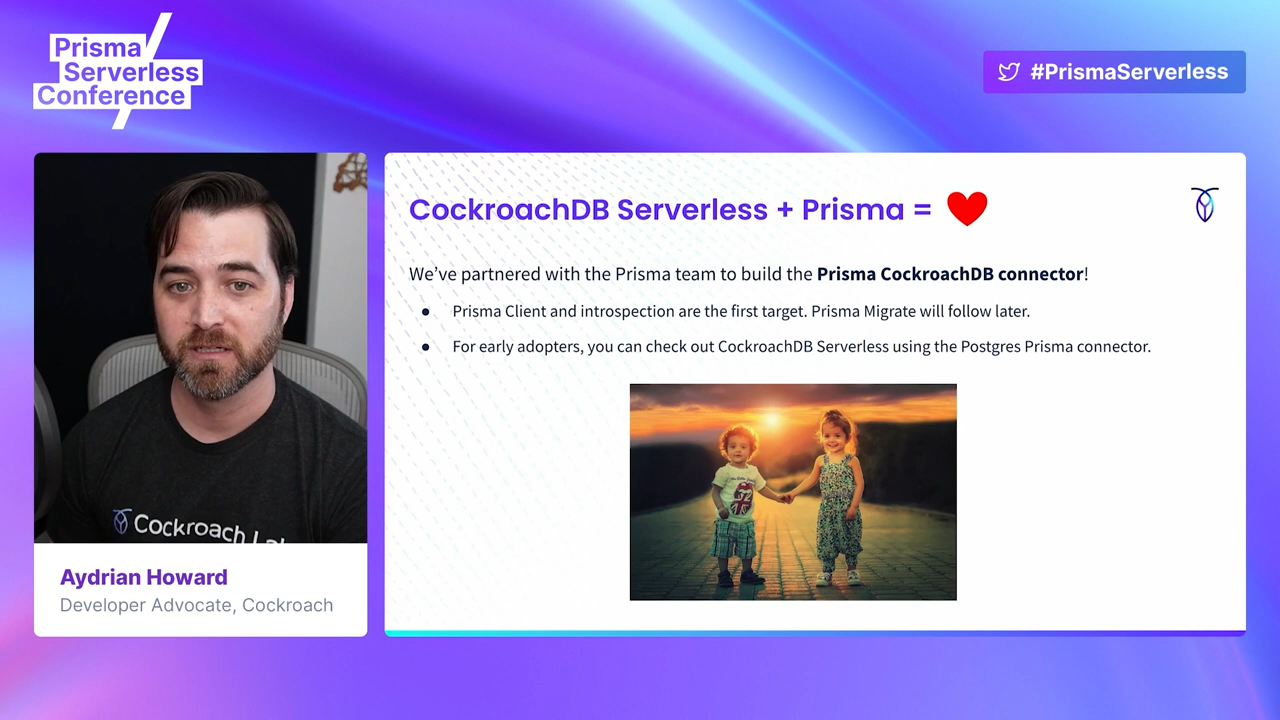 Prisma
Serverless
Conference
#PrismaServerless
CockroachDB Serverless + Prisma =
We’ve partnered with the Prisma team to build the Prisma CockroachDB connector!
● Prisma Client and introspection are the first target. Prisma Migrate will follow later.
● For early adopters, you can check out CockroachDB Serverless using the Postgres Prisma connector.
Cockroach La
Aydrian Howard
Developer Advocate, Cockroach